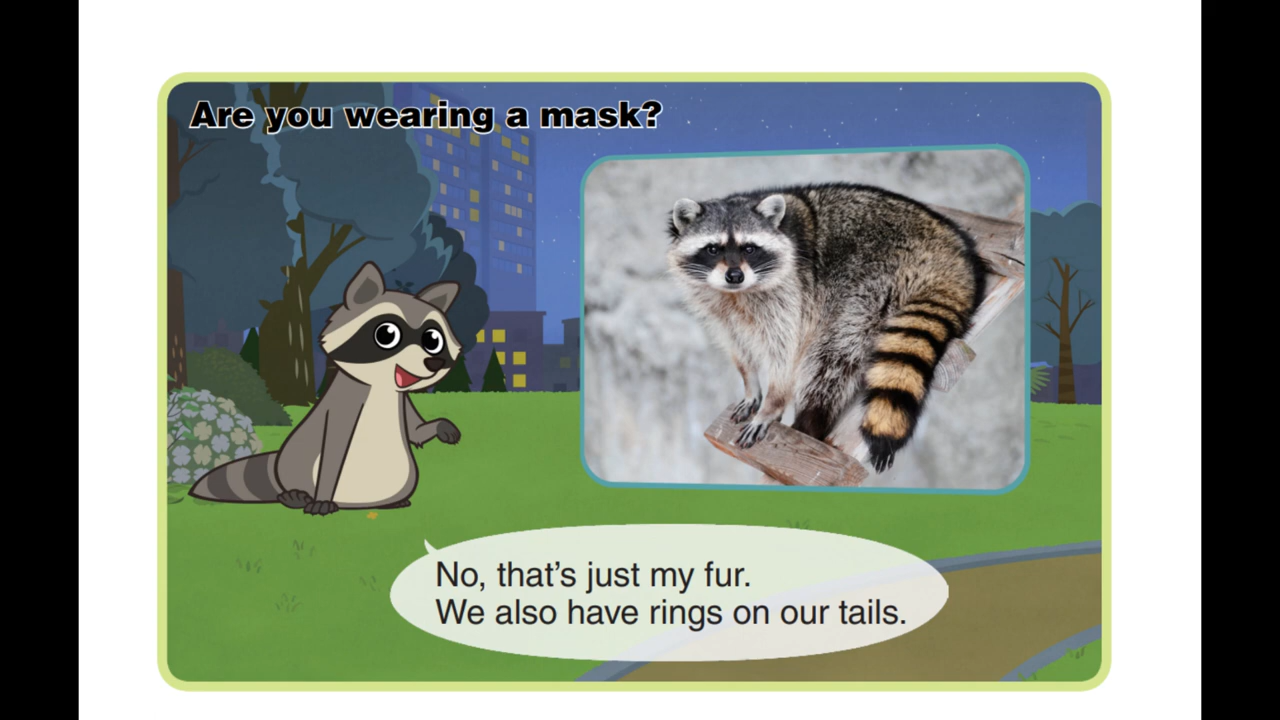 Are you wearing a mask?
No, that's just my fur.
We also have rings on our tails.